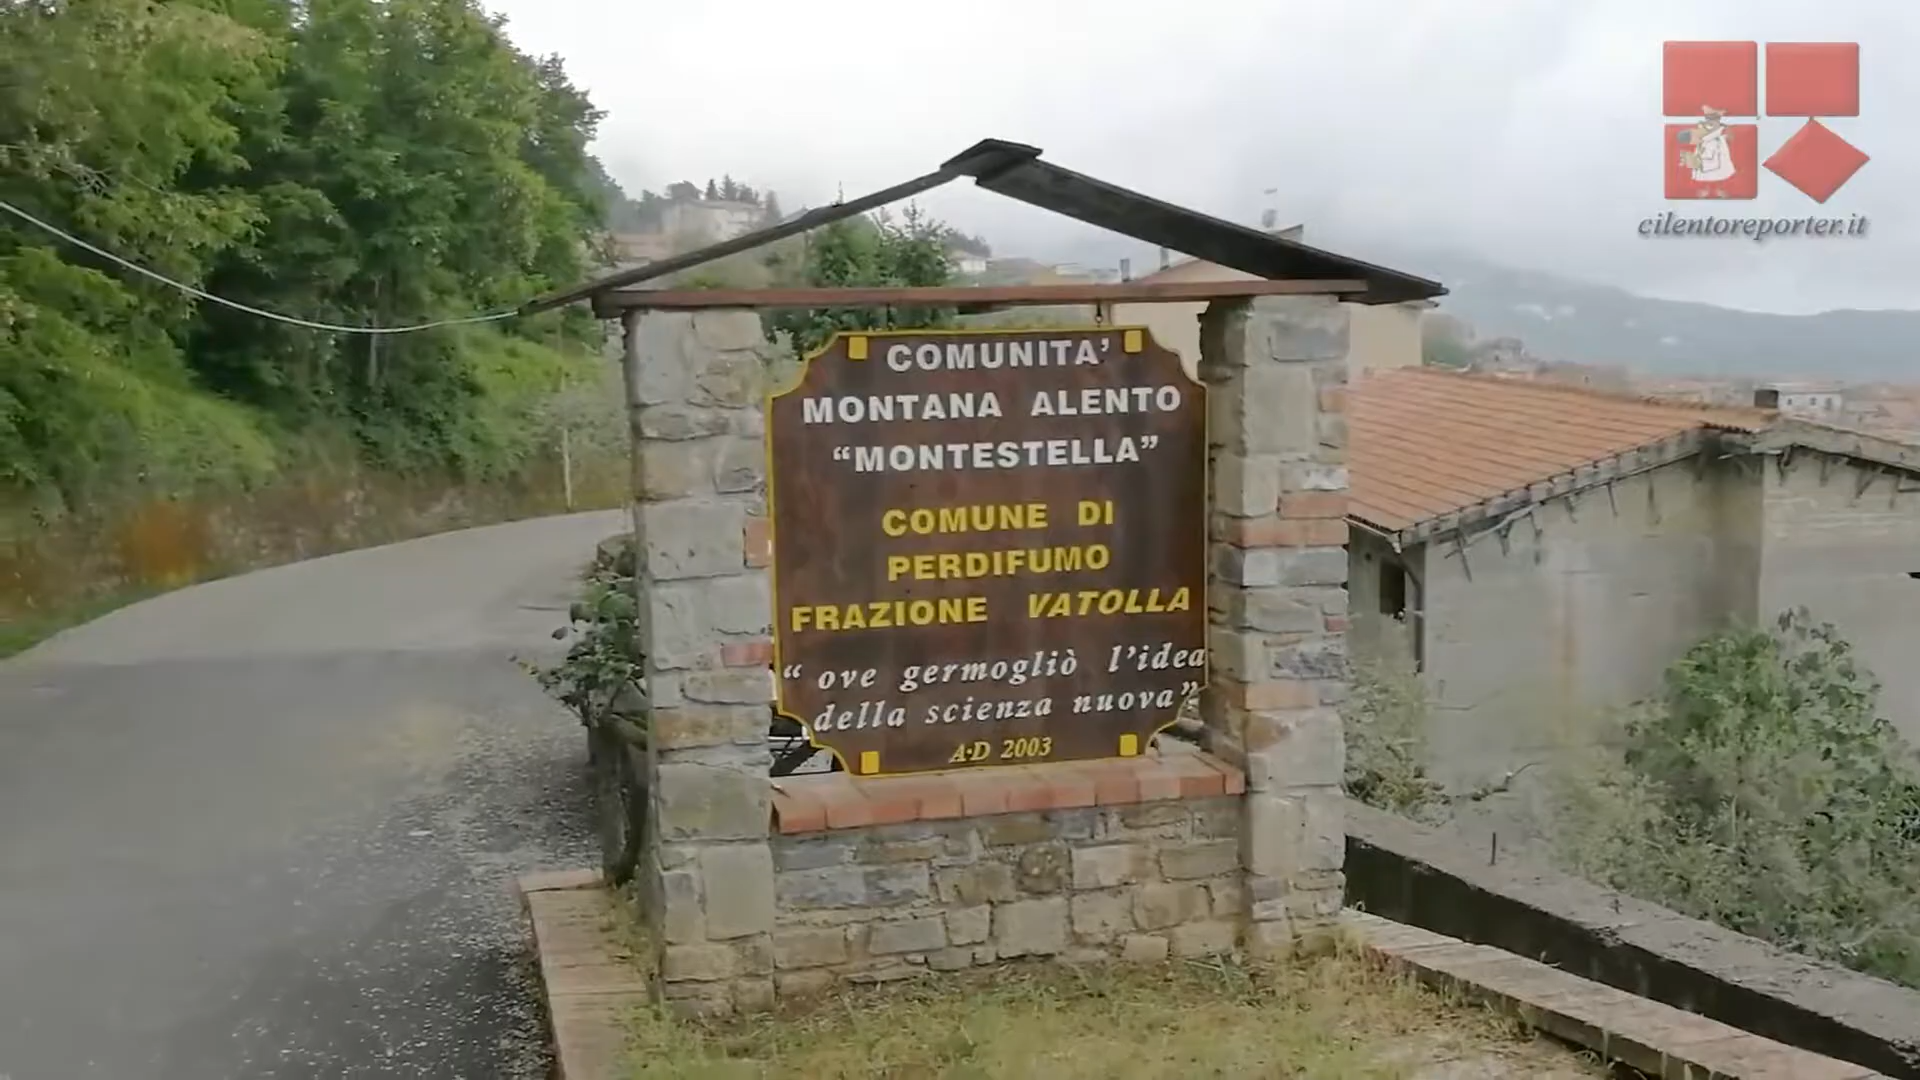 cilentoreporter.it
COMUNITA'
MONTANA ALENTO
“MONTESTELLA”
COMUNE DI
PERDIFUMO
FRAZIONE VATOLLA
“ ove germogliò l'idea
della scienza nuova”
A·D 2003